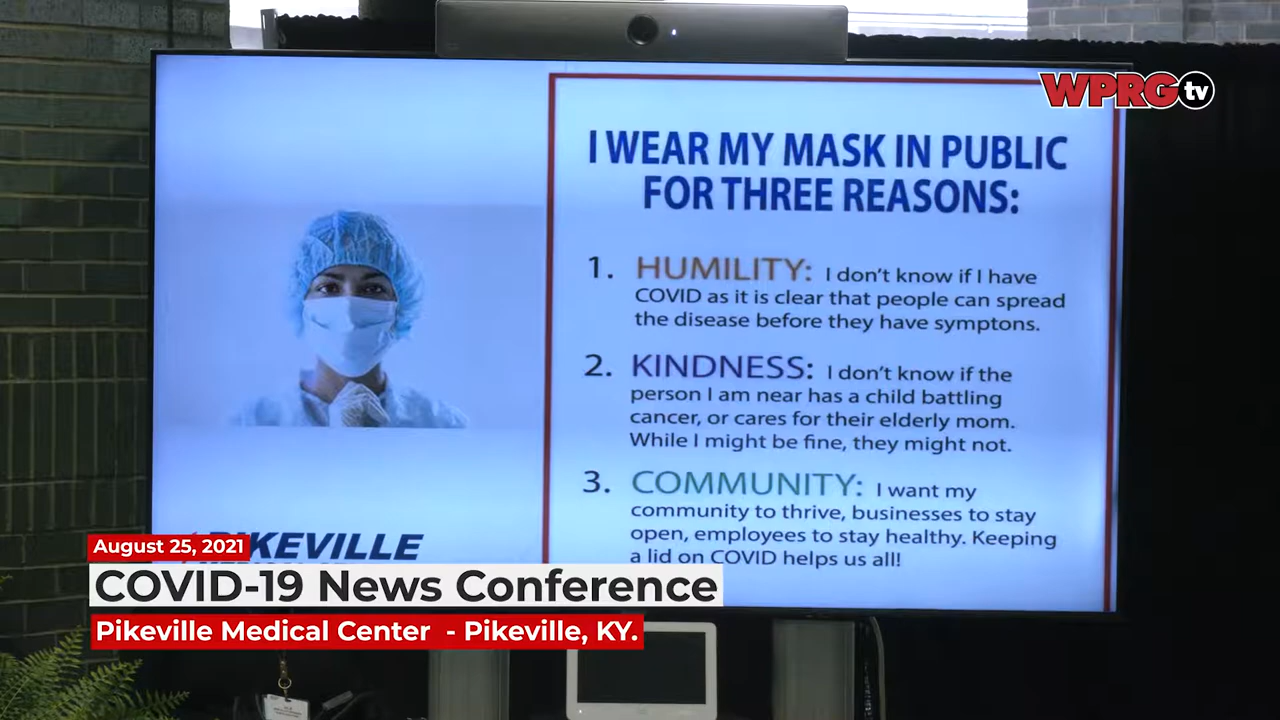 WPRG tv
I WEAR MY MASK IN PUBLIC
FOR THREE REASONS:
1. HUMILITY: I don't know if I have
COVID as it is clear that people can spread
the disease before they have symptons.
2. KINDNESS: I don't know if the
person I am near has a child battling
cancer, or cares for their elderly mom.
While I might be fine, they might not.
3. COMMUNITY: I want my
community to thrive, businesses to stay
open, employees to stay healthy. Keeping
a lid on COVID helps us all!
PIKEVILLE
August 25, 2021
COVID-19 News Conference
Pikeville Medical Center - Pikeville, KY.